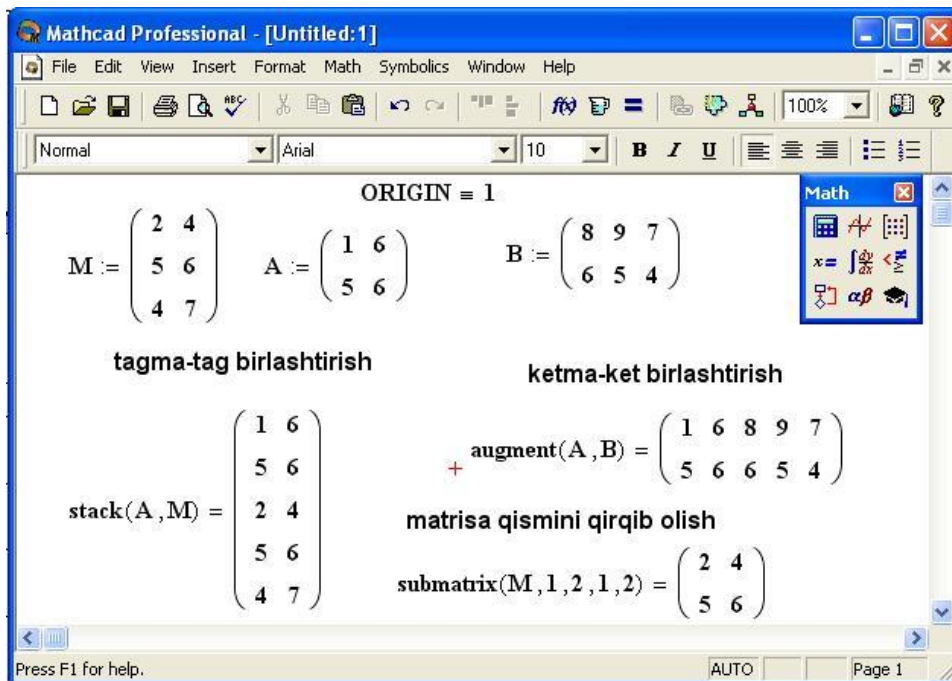 Mathcad Professional - [Untitled:1]
File Edit View Insert Format Math Symbolics Window Help
ABC f(x) = 100% ?
Normal Arial 10 B I U
ORIGIN ≡ 1
Math
x= ∫ dy/dx <≠≥
αβ
M := ( 2 4
5 6
4 7 )
A := ( 1 6
5 6 )
B := ( 8 9 7
6 5 4 )
tagma-tag birlashtirish
ketma-ket birlashtirish
stack(A ,M) = ( 1 6
5 6
2 4
5 6
4 7 )
augment(A ,B) = ( 1 6 8 9 7
5 6 6 5 4 )
matrisa qismini qirqib olish
submatrix(M ,1 ,2 ,1 ,2) = ( 2 4
5 6 )
Press F1 for help. AUTO Page 1